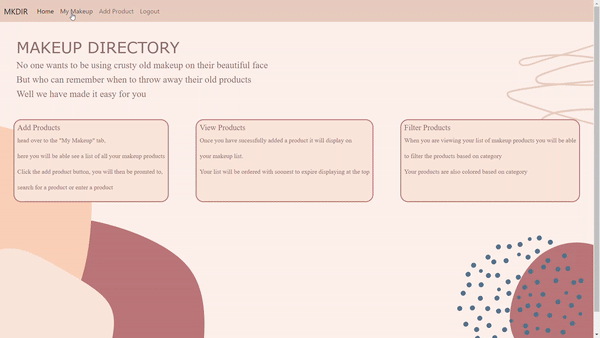 MKDIR Home My Makeup Add Product Logout
MAKEUP DIRECTORY
No one wants to be using crusty old makeup on their beautiful face
But who can remember when to throw away their old products
Well we have made it easy for you
Add Products
head over to the "My Makeup" tab,
here you will be able see a list of all your makeup products
Click the add product button, you will then be promted to,
search for a product or enter a product
View Products
Once you have sucessfully added a product it will display on
your makeup list.
Your list will be ordered with soonest to expire displaying at the top
Filter Products
When you are viewing your list of makeup products you will be able
to filter the products based on category
Your products are also colored based on category